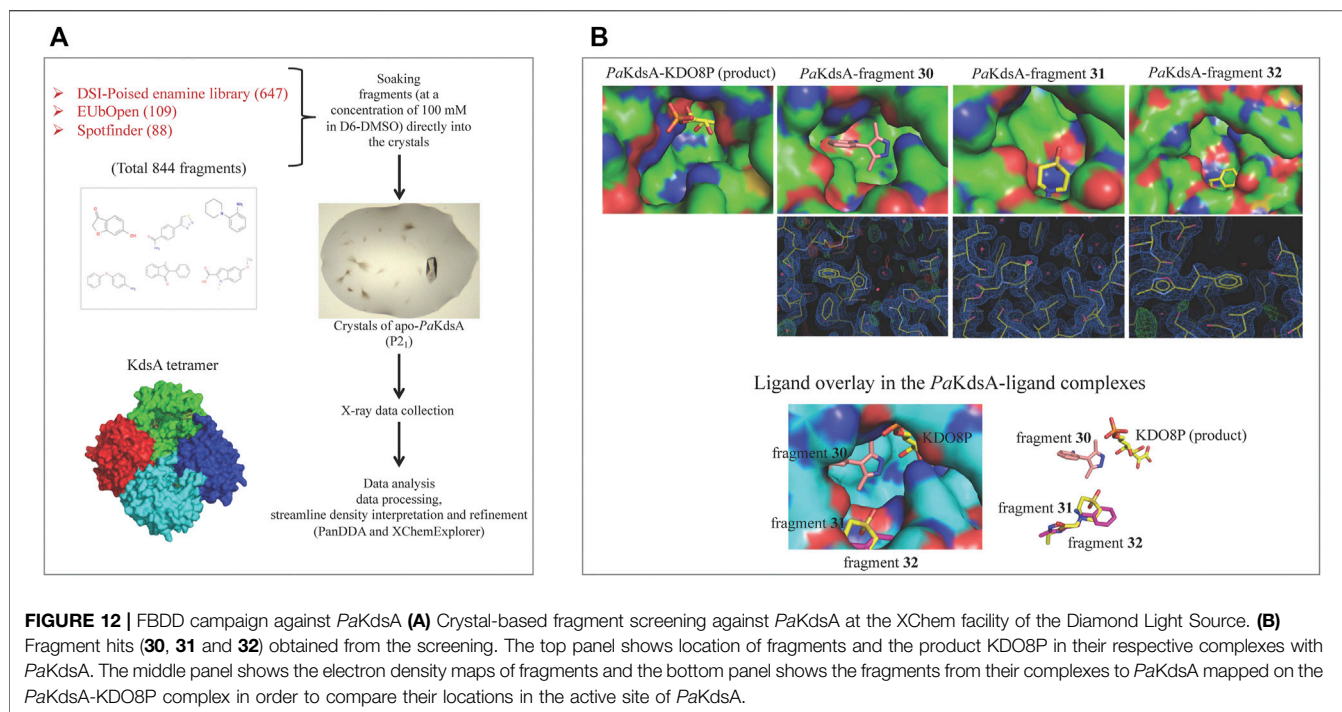 A
➢ DSI-Poised enamine library (647)
➢ EUbOpen (109)
➢ Spotfinder (88)
(Total 844 fragments)
KdsA tetramer
Soaking
fragments (at a
concentration of 100 mM
in D6-DMSO) directly into
the crystals
Crystals of apo-PaKdsA
(P2₁)
X-ray data collection
Data analysis
data processing,
streamline density interpretation and refinement
(PanDDA and XChemExplorer)
B
PaKdsA-KDO8P (product)
PaKdsA-fragment 30
PaKdsA-fragment 31
PaKdsA-fragment 32
Ligand overlay in the PaKdsA-ligand complexes
fragment 30
KDO8P
fragment 31
fragment 32
fragment 30
KDO8P (product)
fragment 31
fragment 32
FIGURE 12 | FBDD campaign against PaKdsA (A) Crystal-based fragment screening against PaKdsA at the XChem facility of the Diamond Light Source. (B)
Fragment hits (30, 31 and 32) obtained from the screening. The top panel shows location of fragments and the product KDO8P in their respective complexes with
PaKdsA. The middle panel shows the electron density maps of fragments and the bottom panel shows the fragments from their complexes to PaKdsA mapped on the
PaKdsA-KDO8P complex in order to compare their locations in the active site of PaKdsA.